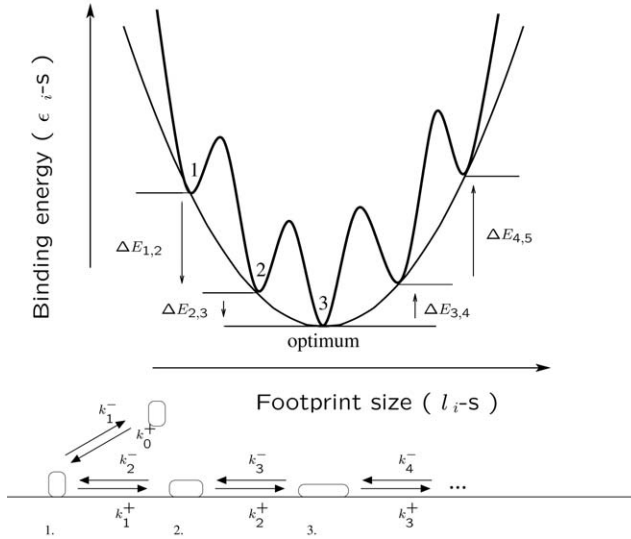 Binding energy ( ϵ i-s )
1
ΔE1,2
2
ΔE2,3
3
optimum
ΔE3,4
ΔE4,5
Footprint size ( l i-s )
k1−
k0+
k2−
k1+
k3−
k2+
k4−
k3+
...
1.
2.
3.